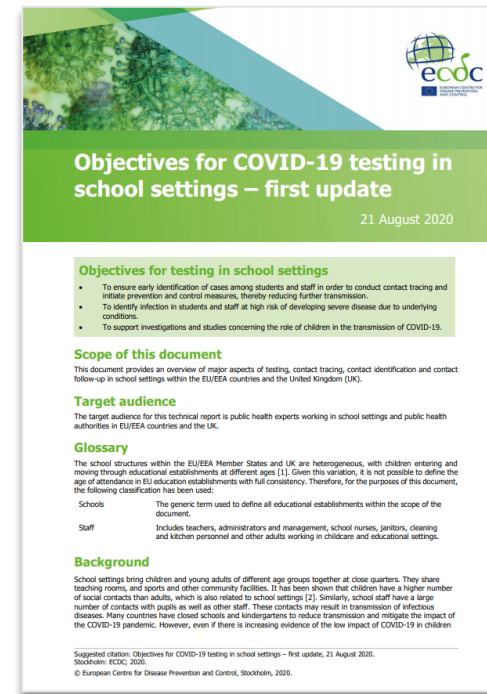 ecdc
EUROPEAN CENTRE FOR
DISEASE PREVENTION
AND CONTROL
Objectives for COVID-19 testing in
school settings – first update
21 August 2020
Objectives for testing in school settings
• To ensure early identification of cases among students and staff in order to conduct contact tracing and
initiate prevention and control measures, thereby reducing further transmission.
• To identify infection in students and staff at high risk of developing severe disease due to underlying
conditions.
• To support investigations and studies concerning the role of children in the transmission of COVID-19.
Scope of this document
This document provides an overview of major aspects of testing, contact tracing, contact identification and contact
follow-up in school settings within the EU/EEA countries and the United Kingdom (UK).
Target audience
The target audience for this technical report is public health experts working in school settings and public health
authorities in EU/EEA countries and the UK.
Glossary
The school structures within the EU/EEA Member States and UK are heterogeneous, with children entering and
moving through educational establishments at different ages [1]. Given this variation, it is not possible to define the
age of attendance in EU education establishments with full consistency. Therefore, for the purposes of this document,
the following classification has been used:
Schools The generic term used to define all educational establishments within the scope of the
document.
Staff Includes teachers, administrators and management, school nurses, janitors, cleaning
and kitchen personnel and other adults working in childcare and educational settings.
Background
School settings bring children and young adults of different age groups together at close quarters. They share
teaching rooms, and sports and other community facilities. It has been shown that children have a higher number
of social contacts than adults, which is also related to school settings [2]. Similarly, school staff have a large
number of contacts with pupils as well as other staff. These contacts may result in transmission of infectious
diseases. Many countries have closed schools and kindergartens to reduce transmission and mitigate the impact of
the COVID-19 pandemic. However, even if there is increasing evidence of the low impact of COVID-19 in children
Suggested citation: Objectives for COVID-19 testing in school settings – first update, 21 August 2020.
Stockholm: ECDC; 2020.
© European Centre for Disease Prevention and Control, Stockholm, 2020.